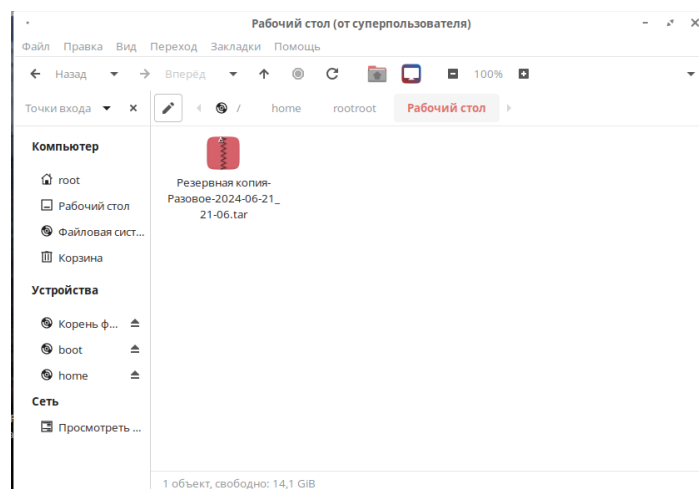 Рабочий стол (от суперпользователя)
Файл Правка Вид Переход Закладки Помощь
Назад Вперёд 100%
Точки входа / home rootroot Рабочий стол
Компьютер
root
Рабочий стол
Файловая сист...
Корзина
Устройства
Корень ф...
boot
home
Сеть
Просмотреть ...
Резервная копия-
Разовое-2024-06-21_
21-06.tar
1 объект, свободно: 14,1 GiB